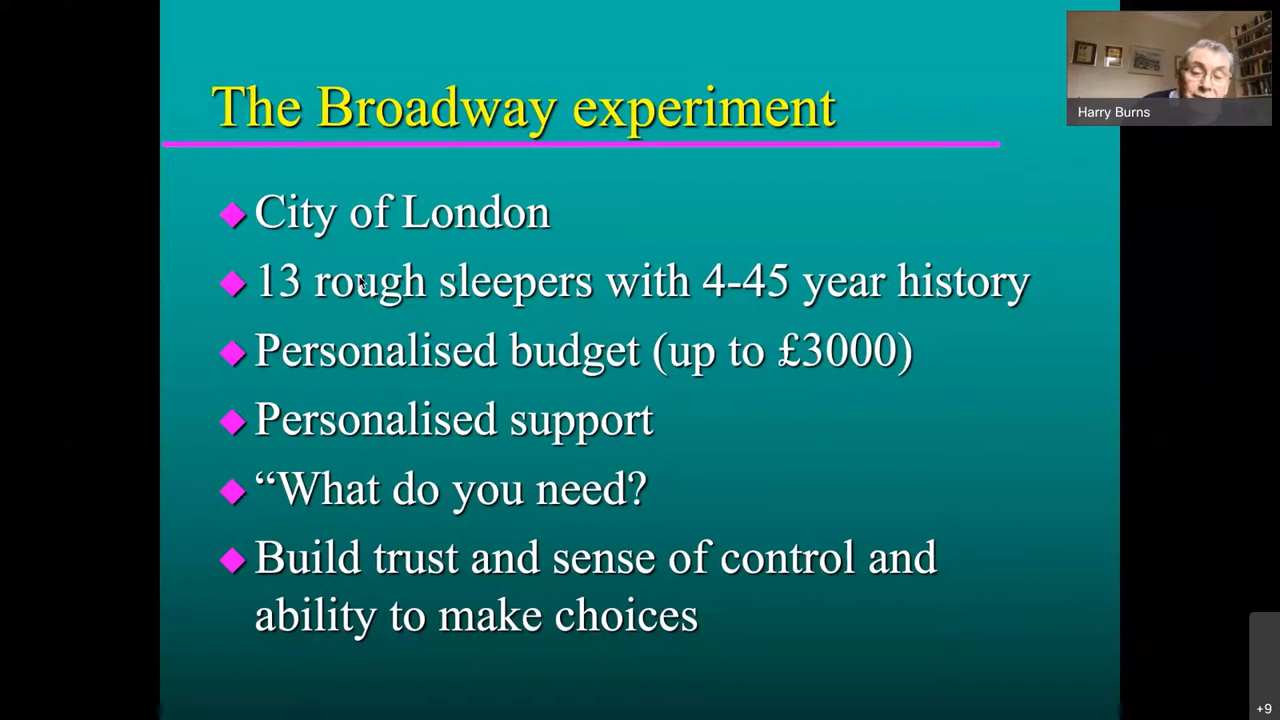 The Broadway experiment
Harry Burns
City of London
13 rough sleepers with 4-45 year history
Personalised budget (up to £3000)
Personalised support
“What do you need?
Build trust and sense of control and
ability to make choices
+9